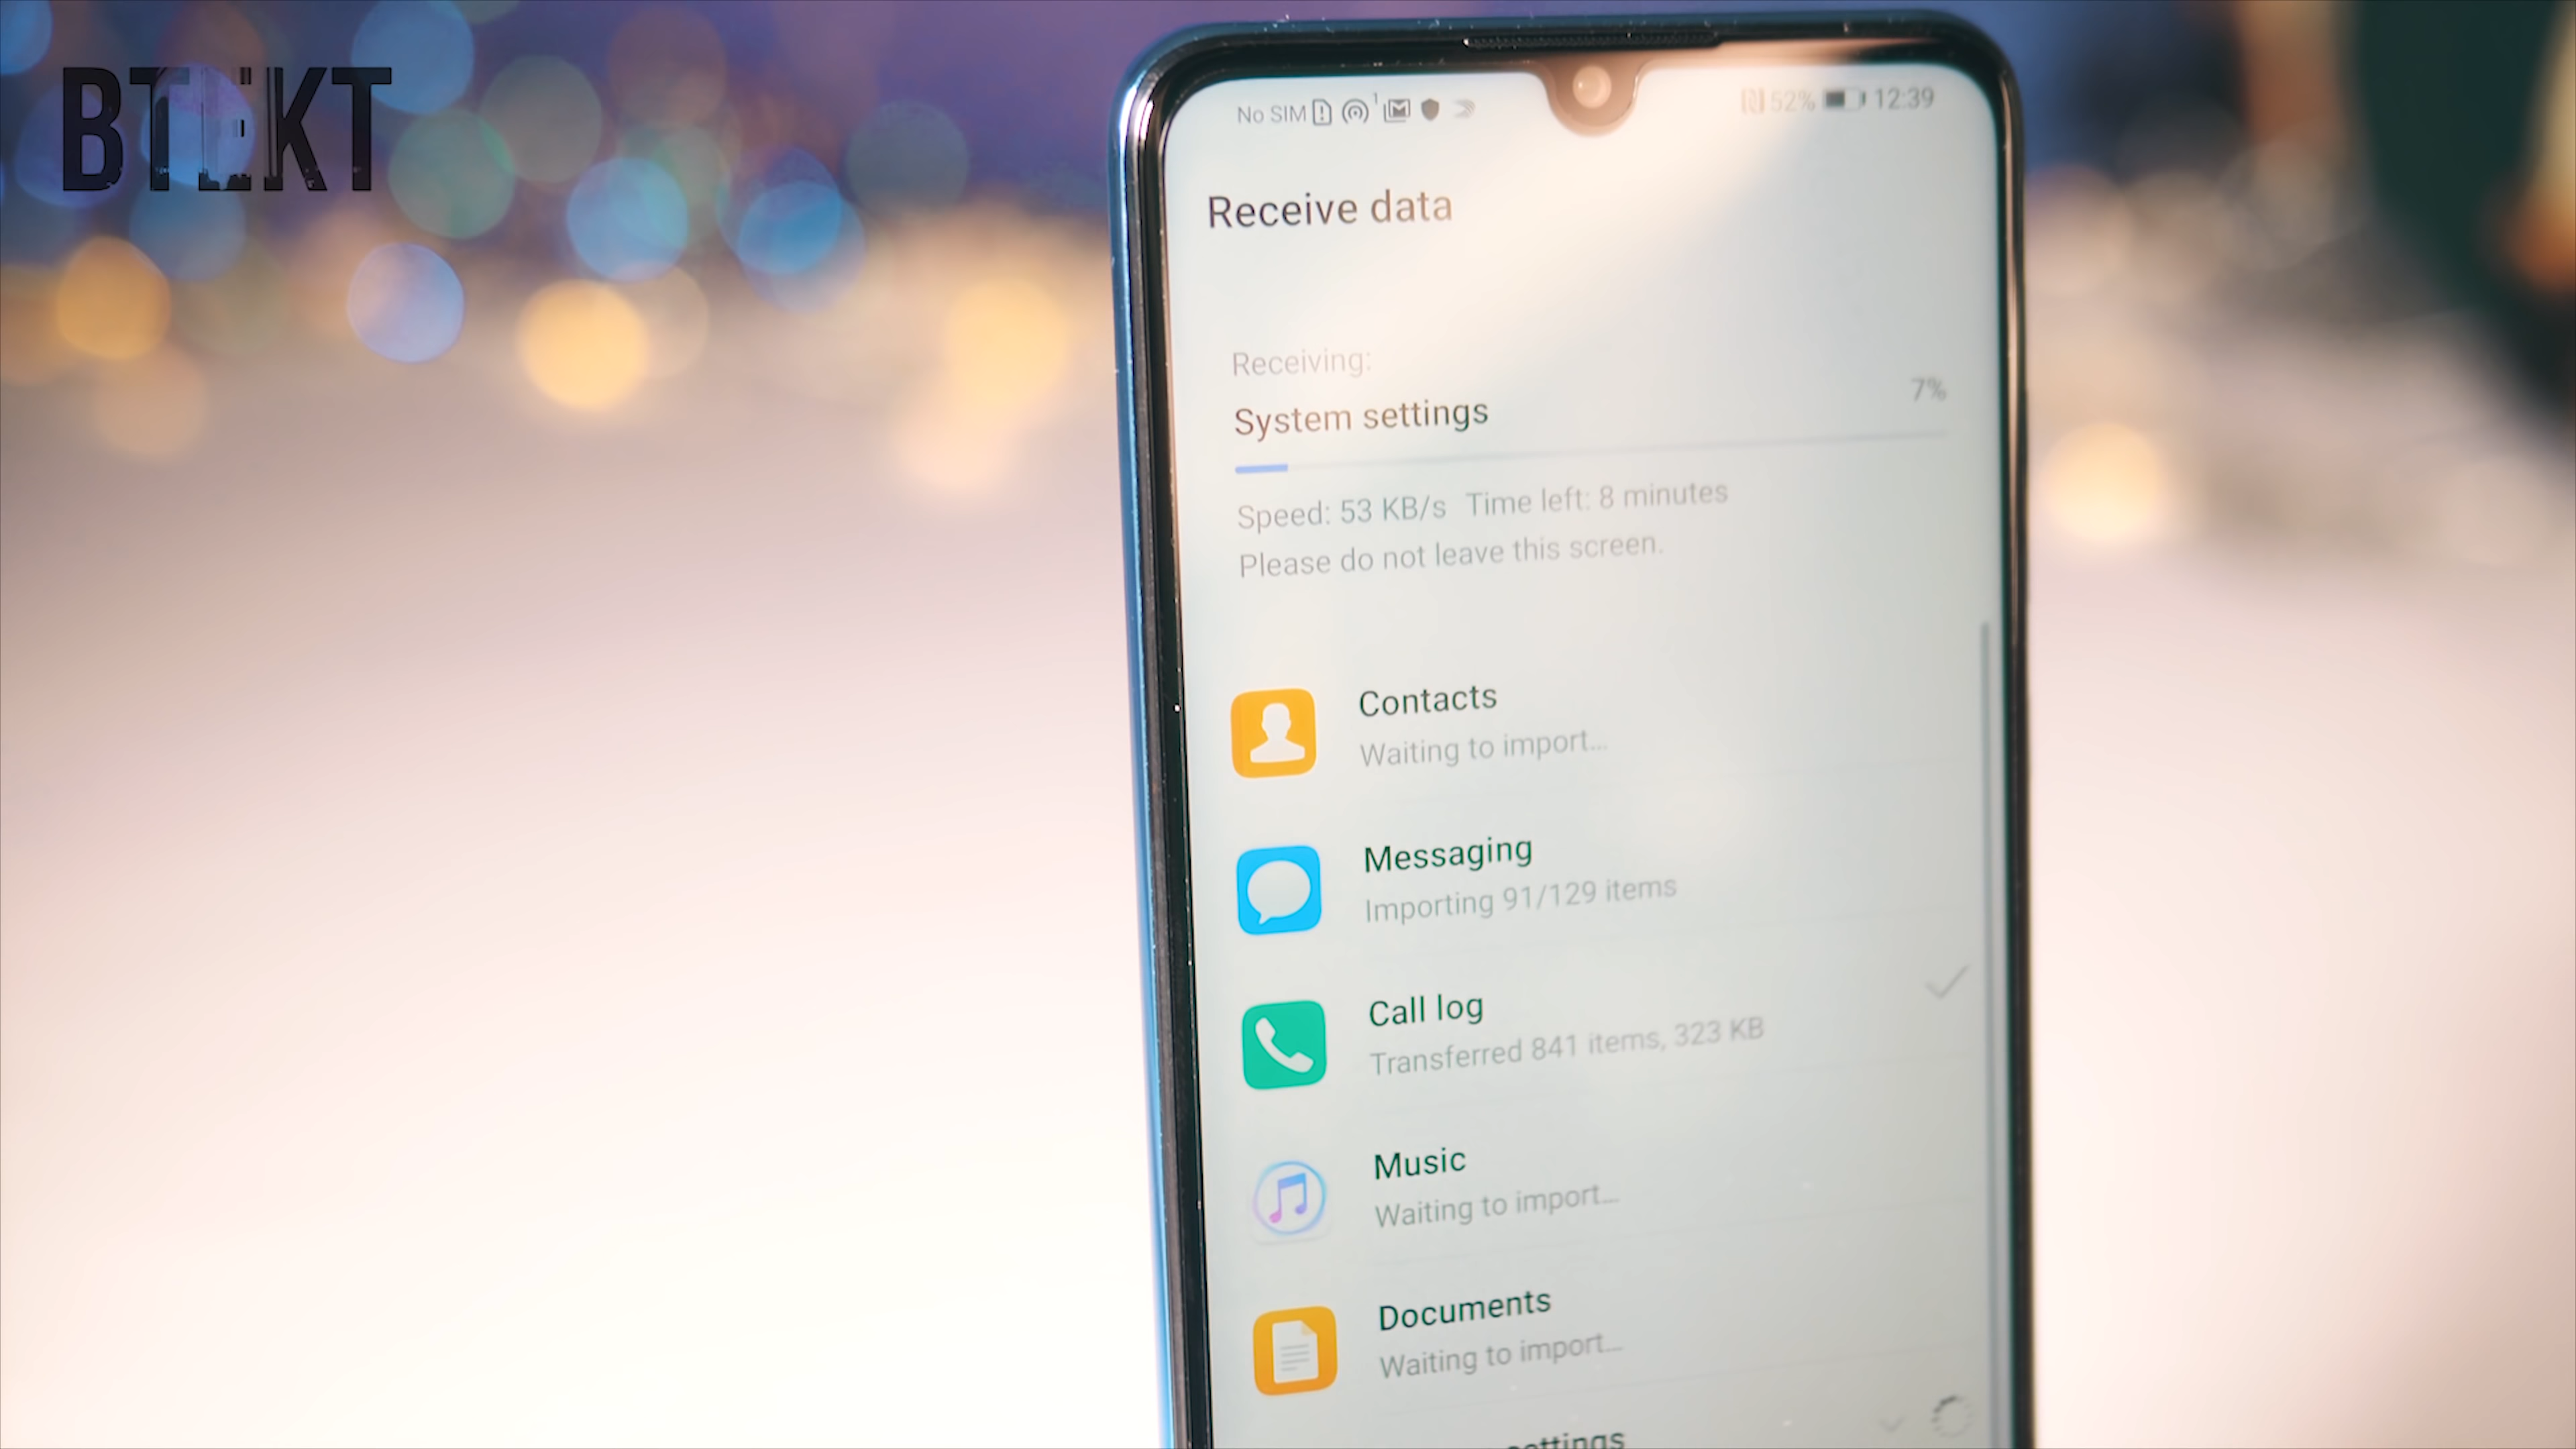 BTEKT
No SIM
52% 12:39
Receive data
Receiving:
System settings
7%
Speed: 53 KB/s Time left: 8 minutes
Please do not leave this screen.
Contacts
Waiting to import...
Messaging
Importing 91/129 items
Call log
Transferred 841 items, 323 KB
Music
Waiting to import...
Documents
Waiting to import...